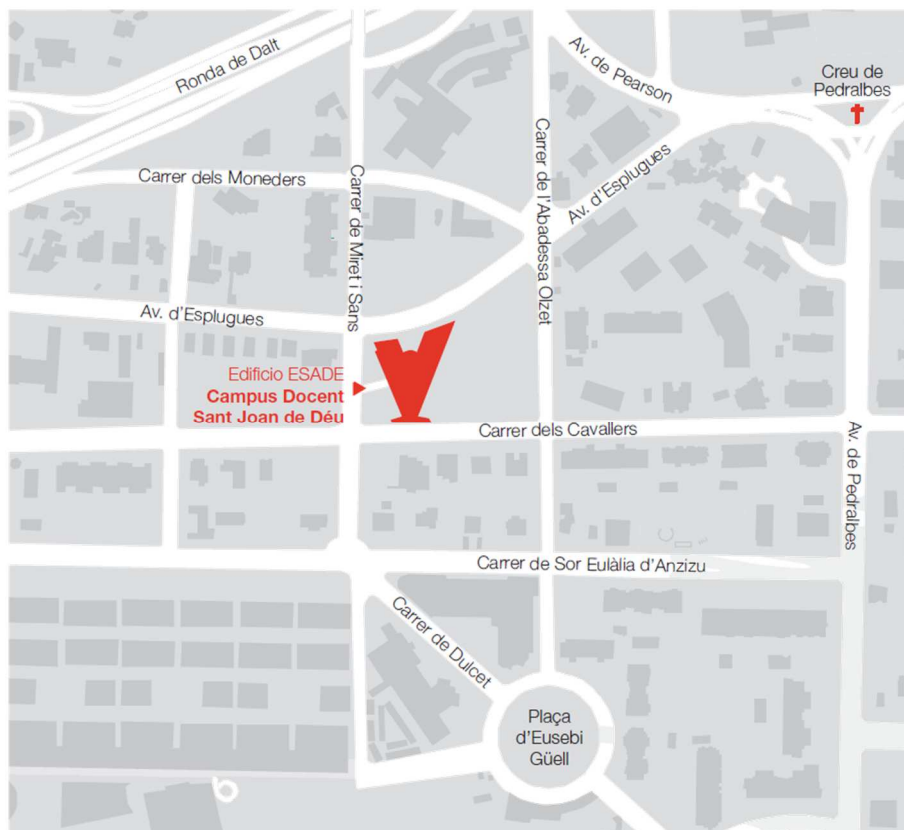 Ronda de Dalt
Av. de Pearson
Creu de
Pedralbes
Carrer dels Moneders
Carrer de Miret i Sans
Carrer de l'Abadessa Olzet
Av. d'Esplugues
Av. d'Esplugues
Edificio ESADE
Campus Docent
Sant Joan de Déu
Carrer dels Cavallers
Av. de Pedralbes
Carrer de Sor Eulàlia d'Anzizu
Carrer de Dulcet
Plaça
d'Eusebi
Güell